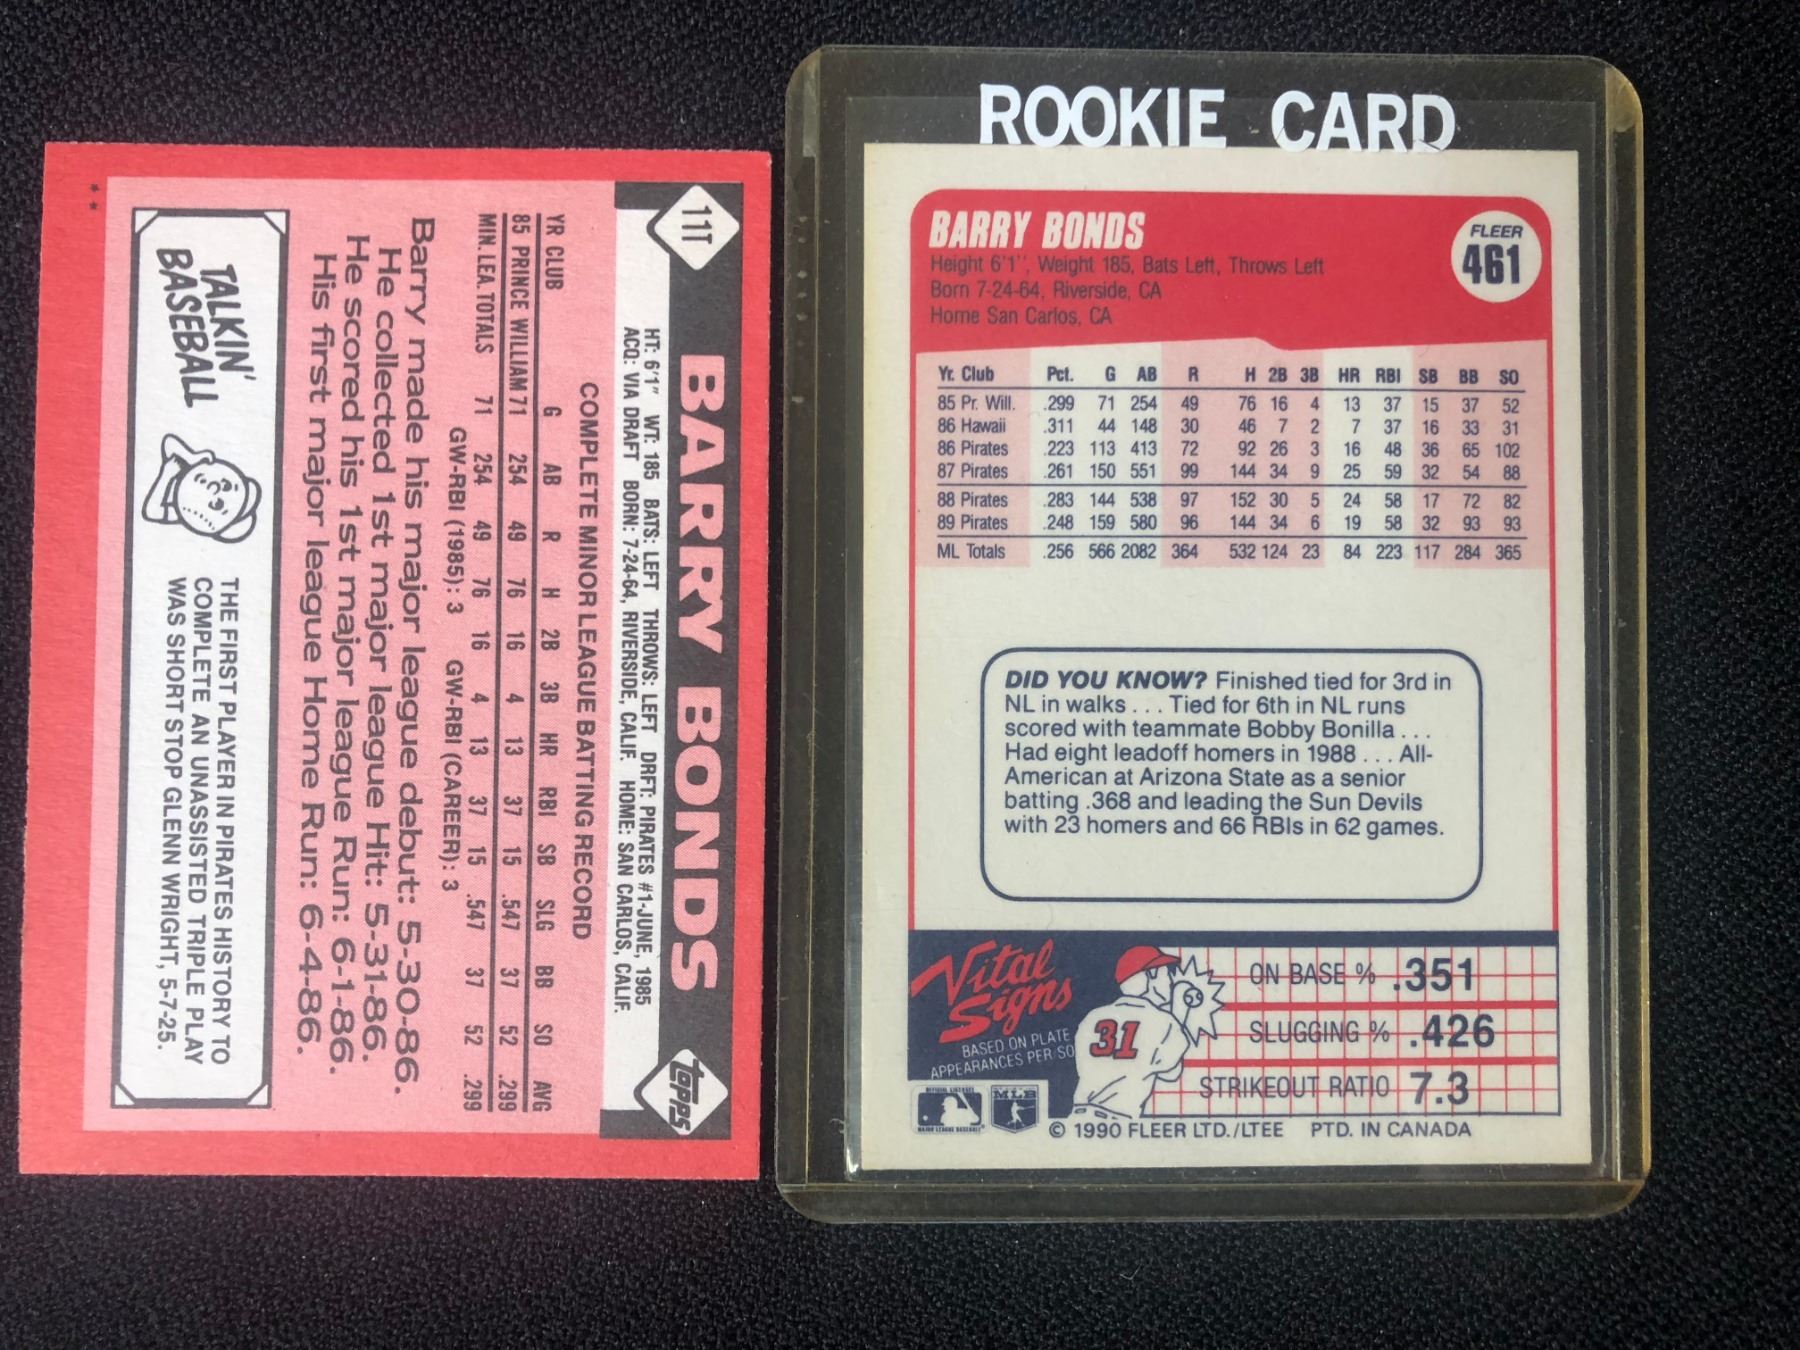 11T
BARRY BONDS
topps
HT: 6'1" WT: 185 BATS: LEFT THROWS: LEFT DRFT: PIRATES #1-JUNE, 1985
ACQ: VIA DRAFT BORN: 7-24-64, RIVERSIDE, CALIF. HOME: SAN CARLOS, CALIF.
COMPLETE MINOR LEAGUE BATTING RECORD
YR CLUB G AB R H 2B 3B HR RBI SB SLG BB SO AVG
85 PRINCE WILLIAM 71 254 49 76 16 4 13 37 15 .547 37 52 .299
MIN. LEA. TOTALS 71 254 49 76 16 4 13 37 15 .547 37 52 .299
GW-RBI (1985): 3 GW-RBI (CAREER): 3
Barry made his major league debut: 5-30-86.
He collected 1st major league Hit: 5-31-86.
He scored his 1st major league Run: 6-1-86.
His first major league Home Run: 6-4-86.
TALKIN'
BASEBALL
THE FIRST PLAYER IN PIRATES HISTORY TO
COMPLETE AN UNASSISTED TRIPLE PLAY
WAS SHORT STOP GLENN WRIGHT, 5-7-25.
**
ROOKIE CARD
BARRY BONDS
FLEER
461
Height 6'1", Weight 185, Bats Left, Throws Left
Born 7-24-64, Riverside, CA
Home San Carlos, CA
Yr. Club Pct. G AB R H 2B 3B HR RBI SB BB SO
85 Pr. Will. .299 71 254 49 76 16 4 13 37 15 37 52
86 Hawaii .311 44 148 30 46 7 2 7 37 16 33 31
86 Pirates .223 113 413 72 92 26 3 16 48 36 65 102
87 Pirates .261 150 551 99 144 34 9 25 59 32 54 88
88 Pirates .283 144 538 97 152 30 5 24 58 17 72 82
89 Pirates .248 159 580 96 144 34 6 19 58 32 93 93
ML Totals .256 566 2082 364 532 124 23 84 223 117 284 365
DID YOU KNOW? Finished tied for 3rd in
NL in walks . . . Tied for 6th in NL runs
scored with teammate Bobby Bonilla . . .
Had eight leadoff homers in 1988 . . . All-
American at Arizona State as a senior
batting .368 and leading the Sun Devils
with 23 homers and 66 RBIs in 62 games.
Vital
Signs
BASED ON PLATE
APPEARANCES PER SO
31
ON BASE % .351
SLUGGING % .426
STRIKEOUT RATIO 7.3
OFFICIAL LICENSEE
MAJOR LEAGUE BASEBALL
MLB
© 1990 FLEER LTD./LTEE PTD. IN CANADA